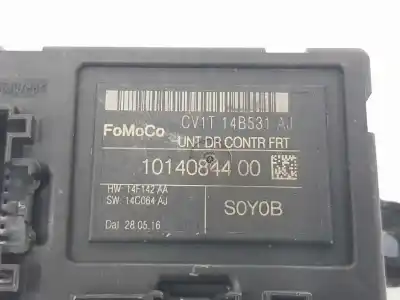 CV1T 14B531 AJ
FoMoCo
UNT DR CONTR FRT
10140844 00
HW: 14F142 AA
SW: 14C064 AJ
S0Y0B
Dat 28.05.16